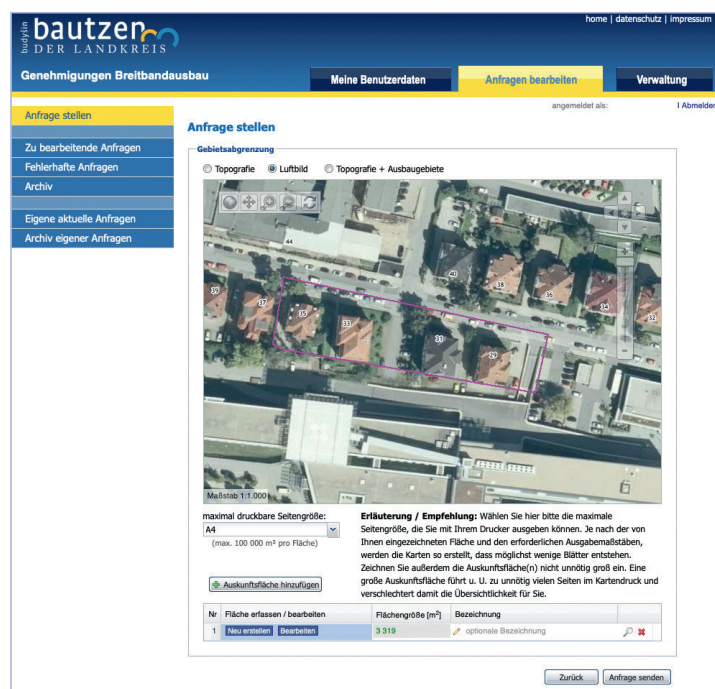 home | datenschutz | impressum
budyšin
bautzen
DER LANDKREIS
Genehmigungen Breitbandausbau
Meine Benutzerdaten
Anfragen bearbeiten
Verwaltung
angemeldet als:
I Abmelden
Anfrage stellen
Zu bearbeitende Anfragen
Fehlerhafte Anfragen
Archiv
Eigene aktuelle Anfragen
Archiv eigener Anfragen
Anfrage stellen
Gebietsabgrenzung
Topografie
Luftbild
Topografie + Ausbaugebiete
44
40
38
36
34
32
39
37
35
33
31
29
Maßstab 1:1.000
maximal druckbare Seitengröße:
A4
(max. 100 000 m² pro Fläche)
Auskunftsfläche hinzufügen
Erläuterung / Empfehlung: Wählen Sie hier bitte die maximale
Seitengröße, die Sie mit Ihrem Drucker ausgeben können. Je nach der von
Ihnen eingezeichneten Fläche und den erforderlichen Ausgabemaßstäben,
werden die Karten so erstellt, dass möglichst wenige Blätter entstehen.
Zeichnen Sie außerdem die Auskunftsfläche(n) nicht unnötig groß ein. Eine
große Auskunftsfläche führt u. U. zu unnötig vielen Seiten im Kartendruck und
verschlechtert damit die Übersichtlichkeit für Sie.
Nr Fläche erfassen / bearbeiten Flächengröße [m²] Bezeichnung
1 Neu erstellen Bearbeiten 3 319 optionale Bezeichnung
Zurück
Anfrage senden